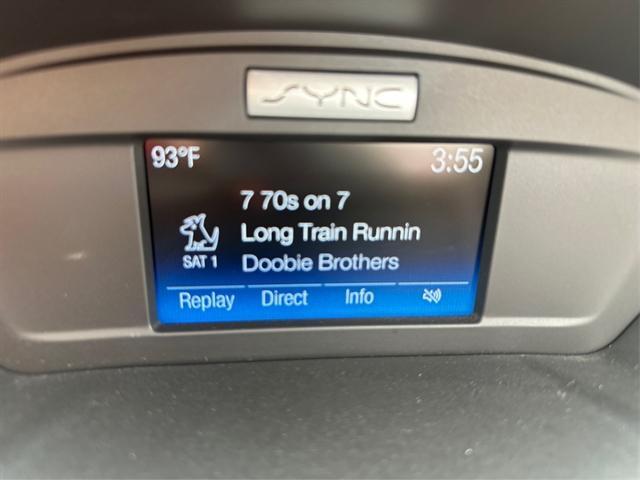 SYNC
93°F 3:55
7 70s on 7
Long Train Runnin
SAT 1 Doobie Brothers
Replay Direct Info